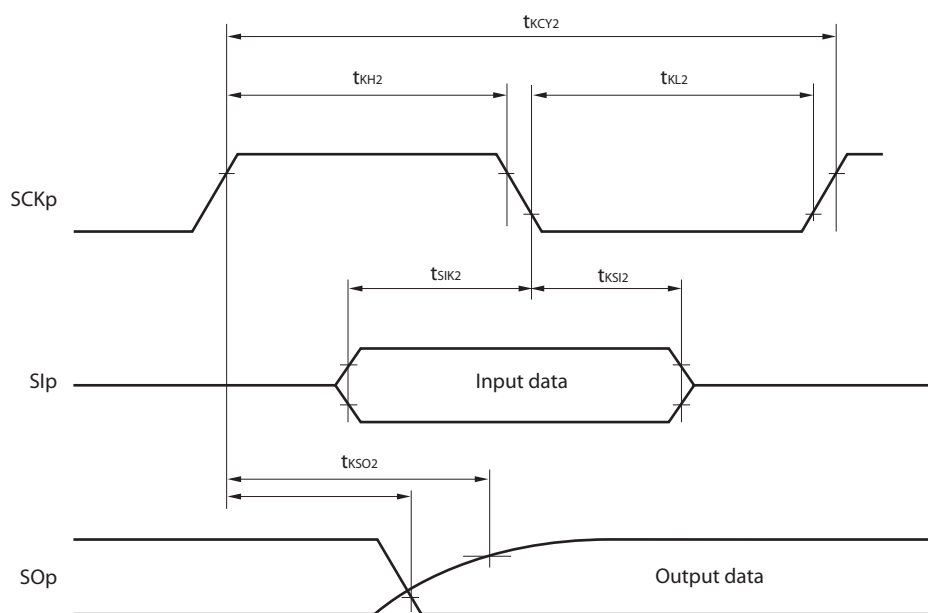 tKCY2
tKH2
tKL2
SCKp
tSIK2
tKSI2
SIp
Input data
tKSO2
SOp
Output data